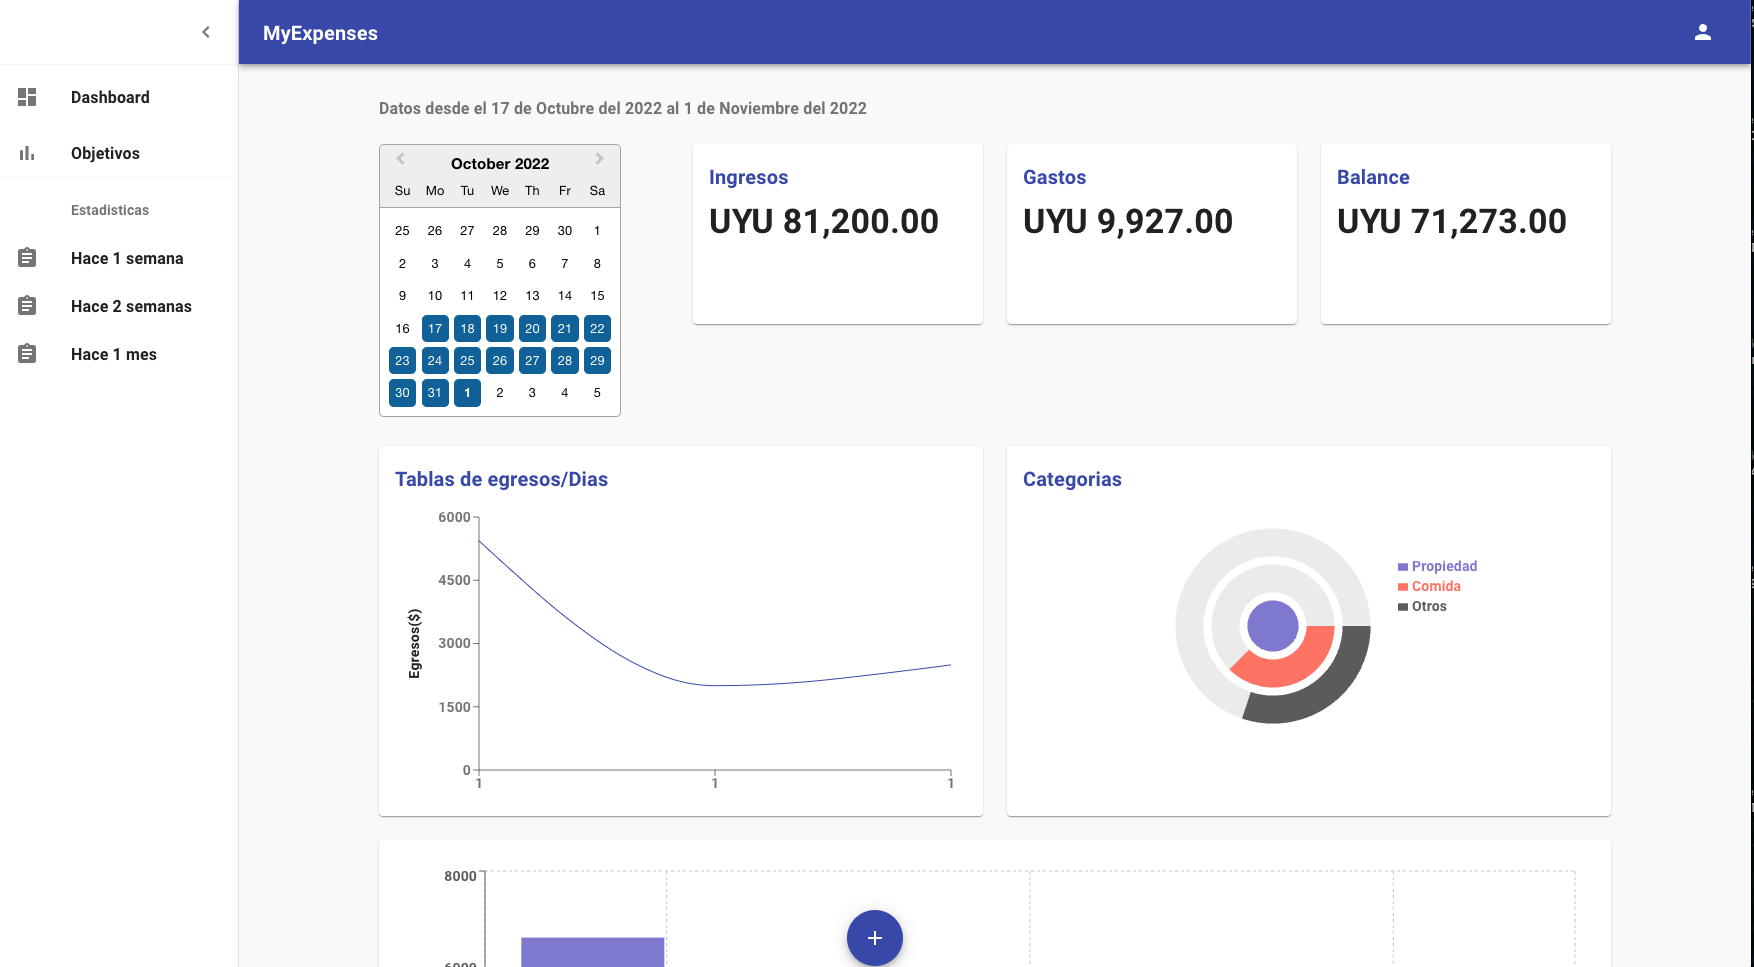 MyExpenses
Dashboard
Objetivos
Estadisticas
Hace 1 semana
Hace 2 semanas
Hace 1 mes
Datos desde el 17 de Octubre del 2022 al 1 de Noviembre del 2022
October 2022
Su Mo Tu We Th Fr Sa
25 26 27 28 29 30 1
2 3 4 5 6 7 8
9 10 11 12 13 14 15
16 17 18 19 20 21 22
23 24 25 26 27 28 29
30 31 1 2 3 4 5
Ingresos
UYU 81,200.00
Gastos
UYU 9,927.00
Balance
UYU 71,273.00
Tablas de egresos/Dias
6000
4500
3000
1500
0
Egresos($)
1 1 1
Categorias
Propiedad
Comida
Otros
8000
6000